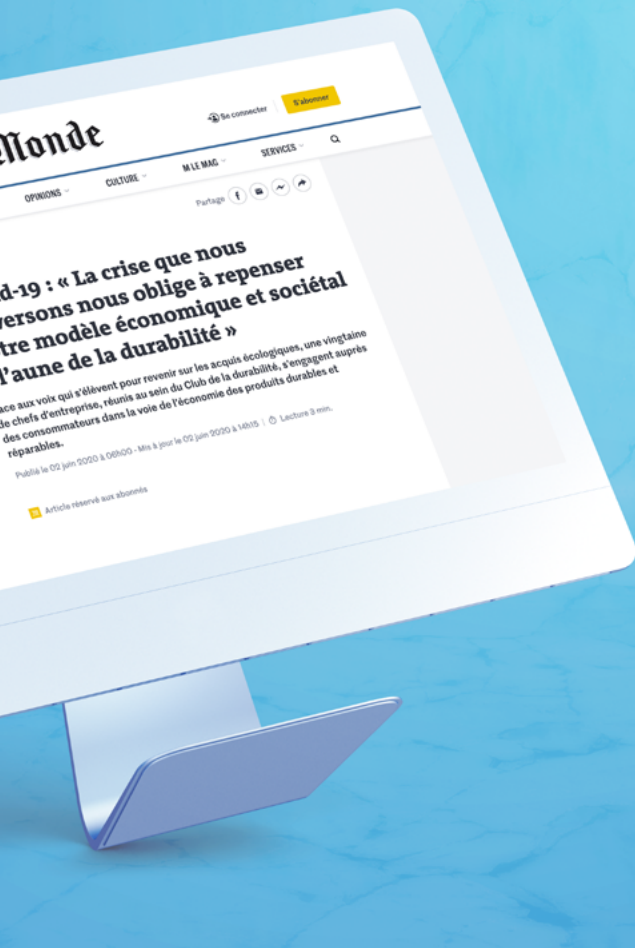 Monde
Se connecter
S'abonner
OPINIONS
CULTURE
M LE MAG
SERVICES
Partage
d-19 : « La crise que nous
versons nous oblige à repenser
tre modèle économique et sociétal
l'aune de la durabilité »
ace aux voix qui s'élèvent pour revenir sur les acquis écologiques, une vingtaine
de chefs d'entreprise, réunis au sein du Club de la durabilité, s'engagent auprès
des consommateurs dans la voie de l'économie des produits durables et
réparables.
Publié le 02 juin 2020 à 06h00 - Mis à jour le 02 juin 2020 à 14h15 | Lecture 3 min.
Article réservé aux abonnés